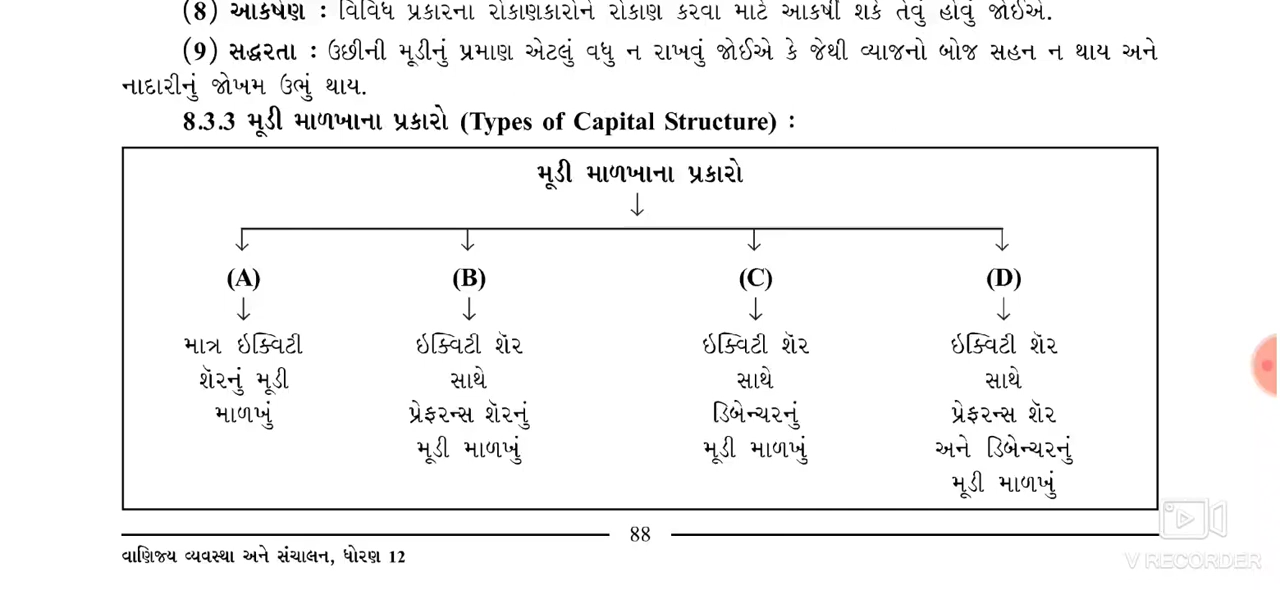 (8) આકર્ષણ : વિવિધ પ્રકારના રોકાણકારોને રોકાણ કરવા માટે આકર્ષી શકે તેવું હોવું જોઈએ.
(9) સદ્ધરતા : ઉછીની મૂડીનું પ્રમાણ એટલું વધુ ન રાખવું જોઈએ કે જેથી વ્યાજનો બોજ સહન ન થાય અને
નાદારીનું જોખમ ઉભું થાય.
8.3.3 મૂડી માળખાના પ્રકારો (Types of Capital Structure) :
મૂડી માળખાના પ્રકારો
(A)
માત્ર ઇક્વિટી
શૅરનું મૂડી
માળખું
(B)
ઇક્વિટી શૅર
સાથે
પ્રેફરન્સ શૅરનું
મૂડી માળખું
(C)
ઇક્વિટી શૅર
સાથે
ડિબેન્ચરનું
મૂડી માળખું
(D)
ઇક્વિટી શૅર
સાથે
પ્રેફરન્સ શૅર
અને ડિબેન્ચરનું
મૂડી માળખું
88
વાણિજ્ય વ્યવસ્થા અને સંચાલન, ધોરણ 12
V RECORDER